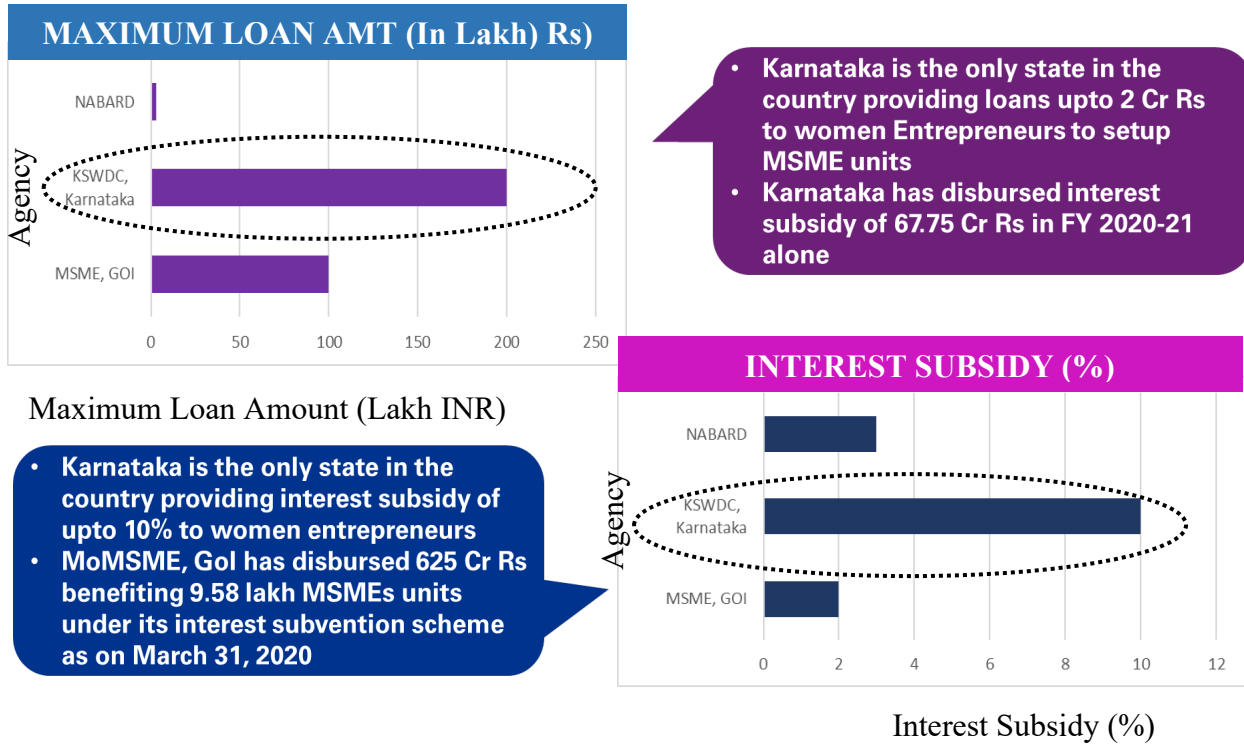 MAXIMUM LOAN AMT (In Lakh) Rs)
Agency
NABARD
KSWDC,
Karnataka
MSME, GOI
0 50 100 150 200 250
Maximum Loan Amount (Lakh INR)
• Karnataka is the only state in the
country providing loans upto 2 Cr Rs
to women Entrepreneurs to setup
MSME units
• Karnataka has disbursed interest
subsidy of 67.75 Cr Rs in FY 2020-21
alone
• Karnataka is the only state in the
country providing interest subsidy of
upto 10% to women entrepreneurs
• MoMSME, GoI has disbursed 625 Cr Rs
benefiting 9.58 lakh MSMEs units
under its interest subvention scheme
as on March 31, 2020
INTEREST SUBSIDY (%)
Agency
NABARD
KSWDC,
Karnataka
MSME, GOI
0 2 4 6 8 10 12
Interest Subsidy (%)